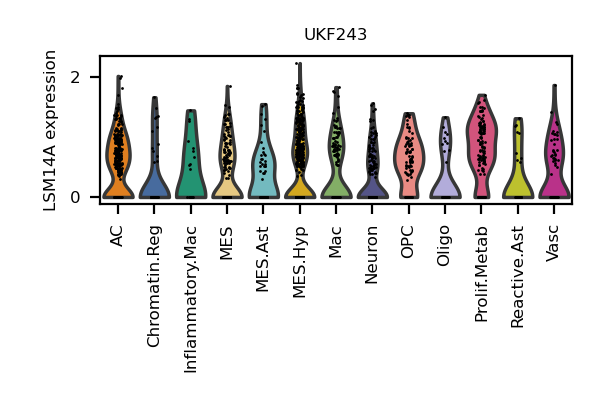 UKF243
LSM14A expression
2
0
AC
Chromatin.Reg
Inflammatory.Mac
MES
MES.Ast
MES.Hyp
Mac
Neuron
OPC
Oligo
Prolif.Metab
Reactive.Ast
Vasc